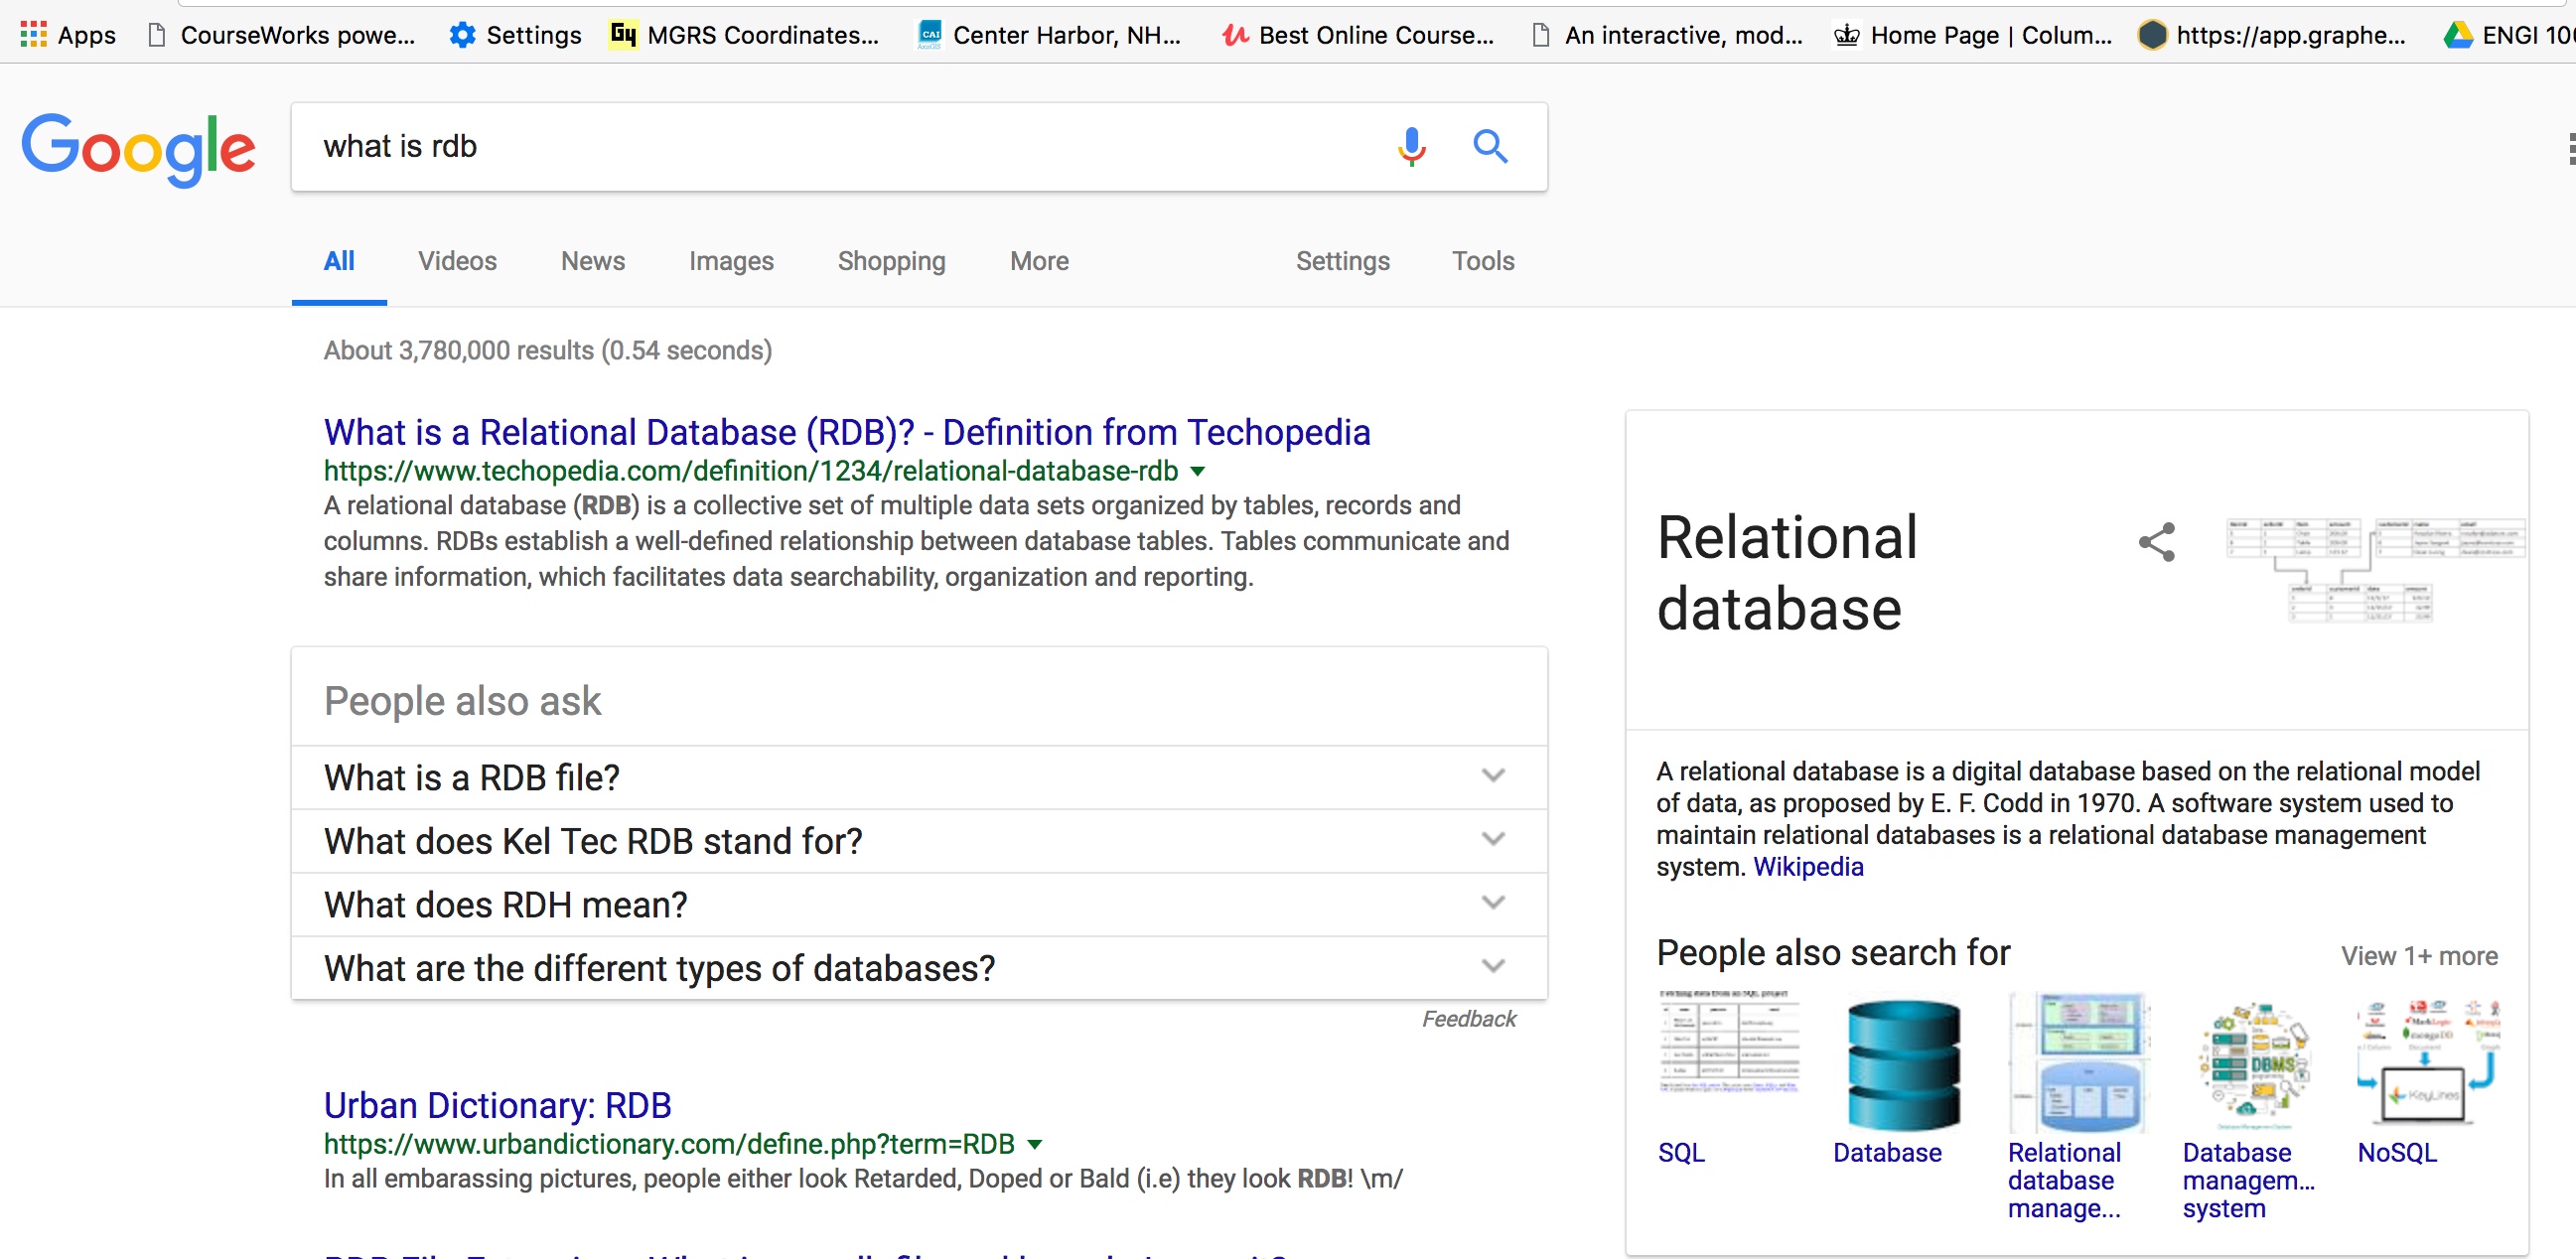 Apps CourseWorks powe... Settings MGRS Coordinates... Center Harbor, NH... Best Online Course... An interactive, mod... Home Page | Colum... https://app.graphe... ENGI
Google
what is rdb
All Videos News Images Shopping More Settings Tools
About 3,780,000 results (0.54 seconds)
What is a Relational Database (RDB)? - Definition from Techopedia
https://www.techopedia.com/definition/1234/relational-database-rdb
A relational database (RDB) is a collective set of multiple data sets organized by tables, records and
columns. RDBs establish a well-defined relationship between database tables. Tables communicate and
share information, which facilitates data searchability, organization and reporting.
People also ask
What is a RDB file?
What does Kel Tec RDB stand for?
What does RDH mean?
What are the different types of databases?
Feedback
Urban Dictionary: RDB
https://www.urbandictionary.com/define.php?term=RDB
In all embarassing pictures, people either look Retarded, Doped or Bald (i.e) they look RDB! \m/
Relational
database
A relational database is a digital database based on the relational model
of data, as proposed by E. F. Codd in 1970. A software system used to
maintain relational databases is a relational database management
system. Wikipedia
People also search for
View 1+ more
DBMS
KeyLines
SQL
Database
Relational
database
manage...
Database
managem...
system
NoSQL